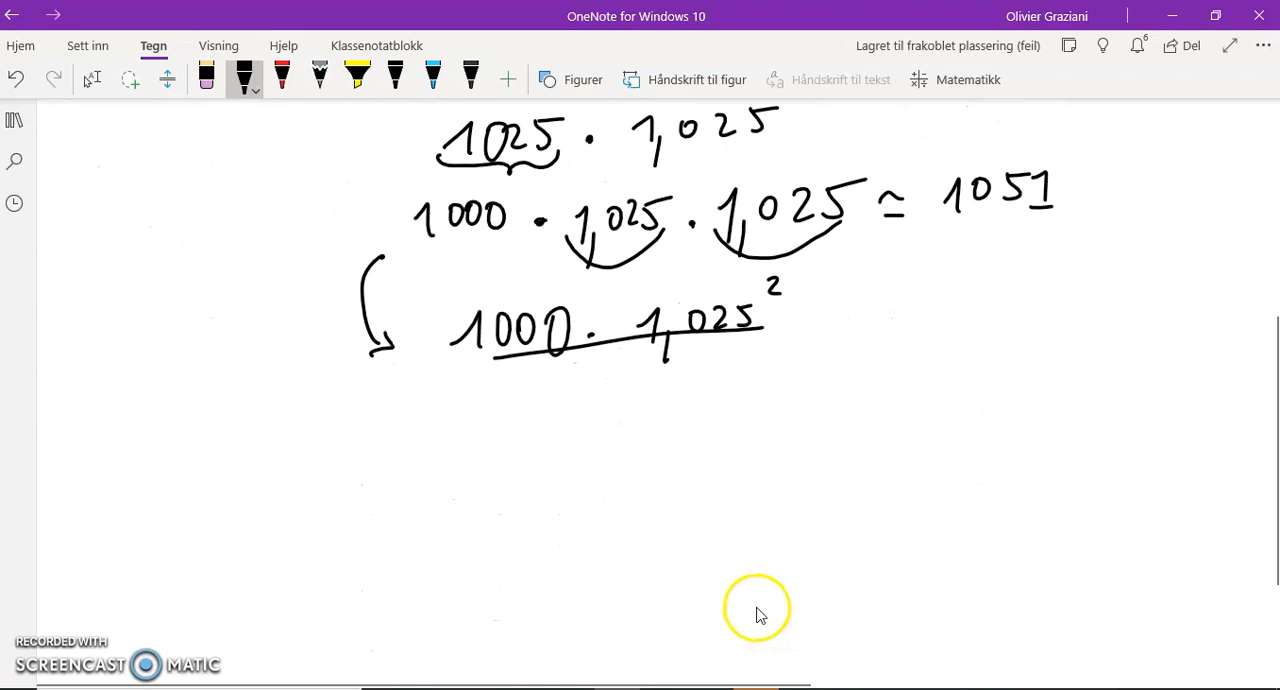 OneNote for Windows 10
Olivier Graziani
Hjem Sett inn Tegn Visning Hjelp Klassenotatblokk
Lagret til frakoblet plassering (feil) 6 Del
Figurer Håndskrift til figur Håndskrift til tekst Matematikk
1025 · 1,025
1000 · 1,025 · 1,025 ≃ 1051
1000 · 1,025²
RECORDED WITH
SCREENCAST MATIC